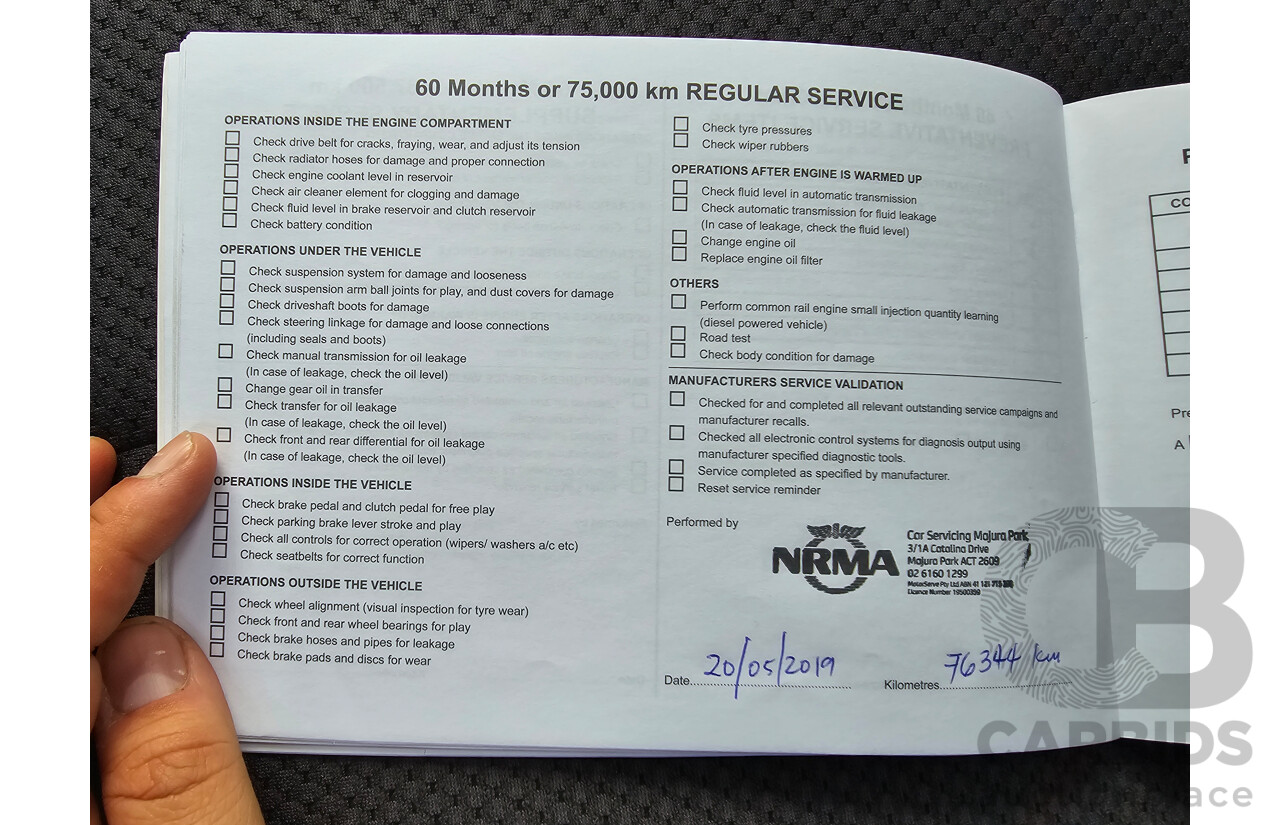 60 Months or 75,000 km REGULAR SERVICE
OPERATIONS INSIDE THE ENGINE COMPARTMENT
Check drive belt for cracks, fraying, wear, and adjust its tension
Check radiator hoses for damage and proper connection
Check engine coolant level in reservoir
Check air cleaner element for clogging and damage
Check fluid level in brake reservoir and clutch reservoir
Check battery condition
OPERATIONS UNDER THE VEHICLE
Check suspension system for damage and looseness
Check suspension arm ball joints for play, and dust covers for damage
Check driveshaft boots for damage
Check steering linkage for damage and loose connections
(including seals and boots)
Check manual transmission for oil leakage
(In case of leakage, check the oil level)
Change gear oil in transfer
Check transfer for oil leakage
(In case of leakage, check the oil level)
Check front and rear differential for oil leakage
(In case of leakage, check the oil level)
OPERATIONS INSIDE THE VEHICLE
Check brake pedal and clutch pedal for free play
Check parking brake lever stroke and play
Check all controls for correct operation (wipers/ washers a/c etc)
Check seatbelts for correct function
OPERATIONS OUTSIDE THE VEHICLE
Check wheel alignment (visual inspection for tyre wear)
Check front and rear wheel bearings for play
Check brake hoses and pipes for leakage
Check brake pads and discs for wear
Check tyre pressures
Check wiper rubbers
OPERATIONS AFTER ENGINE IS WARMED UP
Check fluid level in automatic transmission
Check automatic transmission for fluid leakage
(In case of leakage, check the fluid level)
Change engine oil
Replace engine oil filter
OTHERS
Perform common rail engine small injection quantity learning
(diesel powered vehicle)
Road test
Check body condition for damage
MANUFACTURERS SERVICE VALIDATION
Checked for and completed all relevant outstanding service campaigns and
manufacturer recalls.
Checked all electronic control systems for diagnosis output using
manufacturer specified diagnostic tools.
Service completed as specified by manufacturer.
Reset service reminder
Performed by
NRMA
Car Servicing Majura Park
3/1A Catalina Drive
Majura Park ACT 2609
02 6160 1299
MotorServe Pty Ltd ABN 41 121 713
Licence Number 19500359
Date 20/05/2019
Kilometres 76344 km
CO
Pre
A
CARBIDS
ace